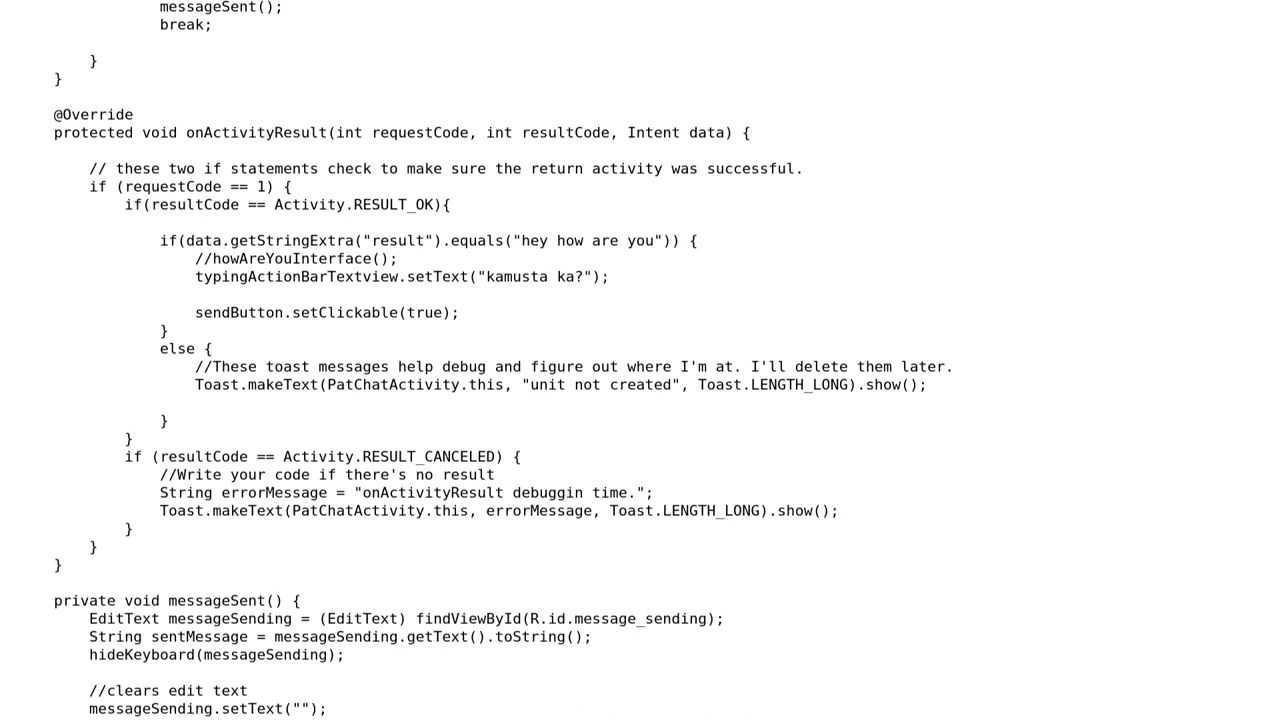 messageSent();
break;
}
}
@Override
protected void onActivityResult(int requestCode, int resultCode, Intent data) {
// these two if statements check to make sure the return activity was successful.
if (requestCode == 1) {
if(resultCode == Activity.RESULT_OK){
if(data.getStringExtra("result").equals("hey how are you")) {
//howAreYouInterface();
typingActionBarTextview.setText("kamusta ka?");
sendButton.setClickable(true);
}
else {
//These toast messages help debug and figure out where I'm at. I'll delete them later.
Toast.makeText(PatChatActivity.this, "unit not created", Toast.LENGTH_LONG).show();
}
}
if (resultCode == Activity.RESULT_CANCELED) {
//Write your code if there's no result
String errorMessage = "onActivityResult debuggin time.";
Toast.makeText(PatChatActivity.this, errorMessage, Toast.LENGTH_LONG).show();
}
}
}
private void messageSent() {
EditText messageSending = (EditText) findViewById(R.id.message_sending);
String sentMessage = messageSending.getText().toString();
hideKeyboard(messageSending);
//clears edit text
messageSending.setText("");